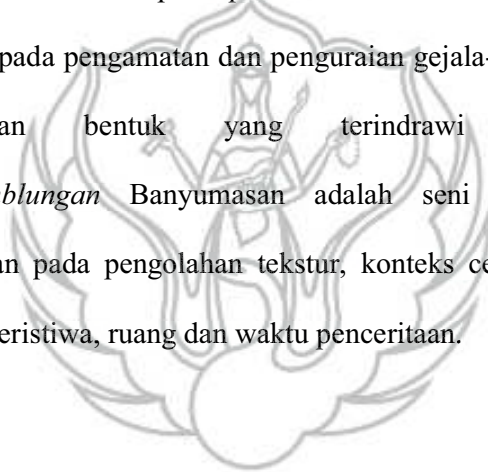 pada pengamatan dan penguraian gejala-
an bentuk yang terindrawi
blungan Banyumasan adalah seni
an pada pengolahan tekstur, konteks ce
eristiwa, ruang dan waktu penceritaan.